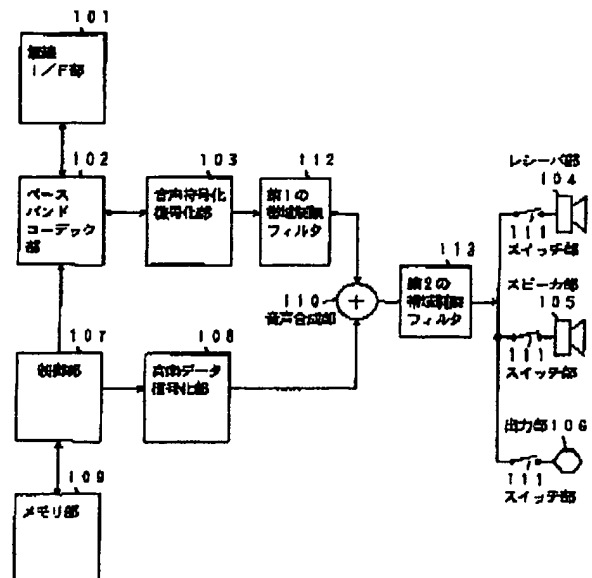 101
無線
I/F部
102
ベース
バンド
コーデック
部
103
音声符号化
復号化部
112
第1の
帯域制限
フィルタ
レシーバ部
104
111
スイッチ部
113
第2の
帯域制限
フィルタ
スピーカ部
105
111
スイッチ部
110
音声合成部
107
制御部
108
データ
復号化部
出力部106
111
スイッチ部
109
メモリ部